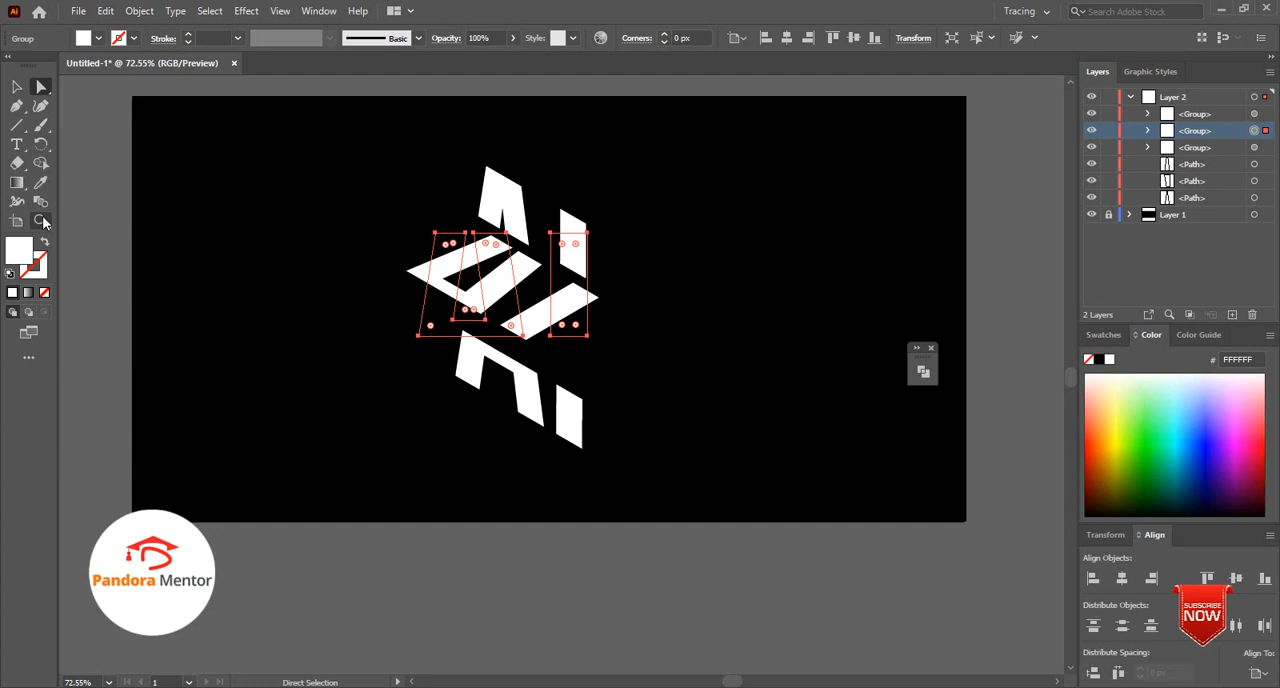 Ai File Edit Object Type Select Effect View Window Help Tracing Search Adobe Stock
Group Stroke: Basic Opacity: 100% Style: Corners: 0 px Transform
Untitled-1* @ 72.55% (RGB/Preview)
Layers Graphic Styles
Layer 2
<Group>
<Group>
<Group>
<Path>
<Path>
<Path>
Layer 1
2 Layers
Swatches Color Color Guide
# FFFFFF
Transform Align
Align Objects:
Distribute Objects:
Distribute Spacing: Align To:
0 px
Pandora Mentor
SUBSCRIBE
NOW
72.55% 1 Direct Selection